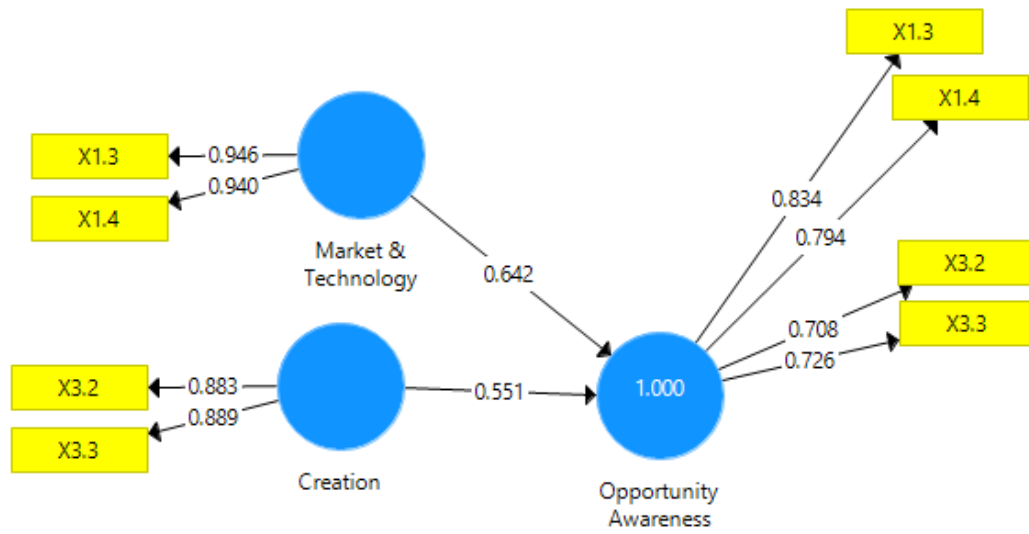 X1.3
X1.4
X1.3
0.946
0.940
X1.4
0.834
0.794
Market &
Technology
0.642
X3.2
X3.3
0.708
0.726
X3.2
0.883
0.889
X3.3
0.551
1.000
Creation
Opportunity
Awareness